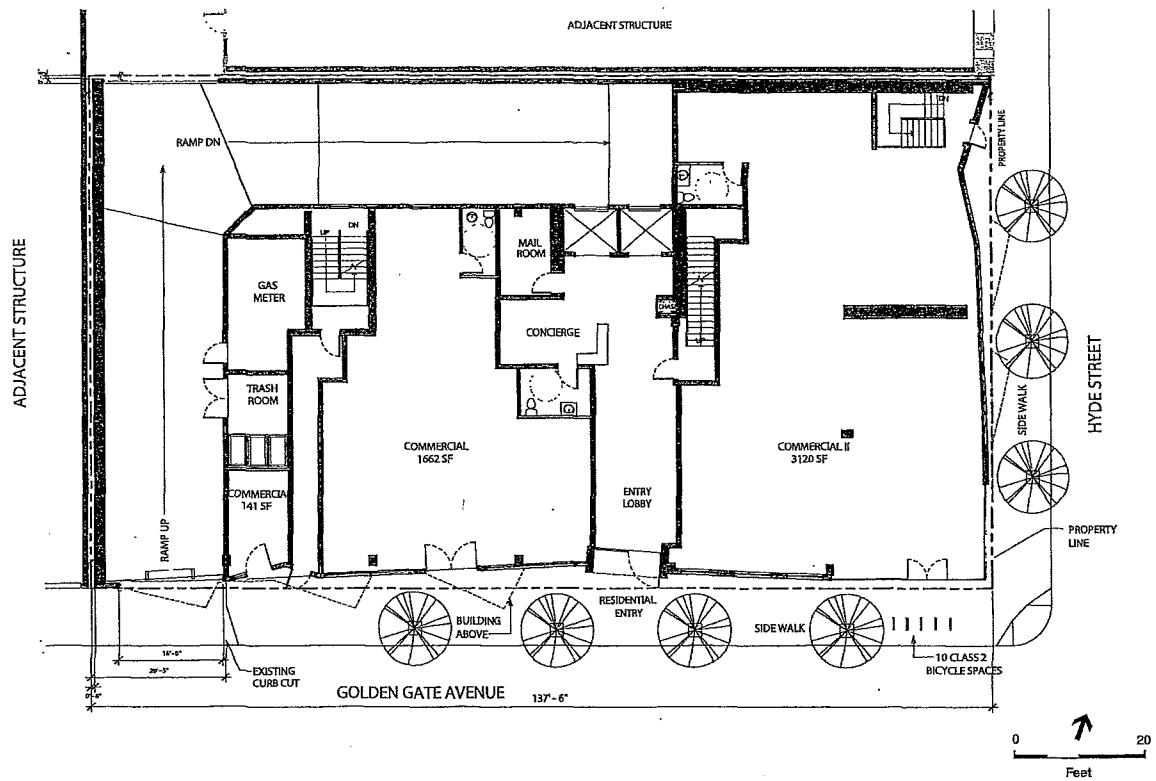 ADJACENT STRUCTURE
DN
RAMP DN
PROPERTY LINE
ADJACENT STRUCTURE
UP
DN
MAIL
ROOM
GAS
METER
CHASE
CONCIERGE
UP
TRASH
ROOM
SIDE WALK
HYDE STREET
COMMERCIAL
1662 SF
COMMERCIAL II
3120 SF
COMMERCIAL
141 SF
ENTRY
LOBBY
RAMP UP
PROPERTY
LINE
RESIDENTIAL
ENTRY
BUILDING
ABOVE
SIDE WALK
10 CLASS 2
BICYCLE SPACES
EXISTING
CURB CUT
GOLDEN GATE AVENUE
137' - 6"
0
20
Feet